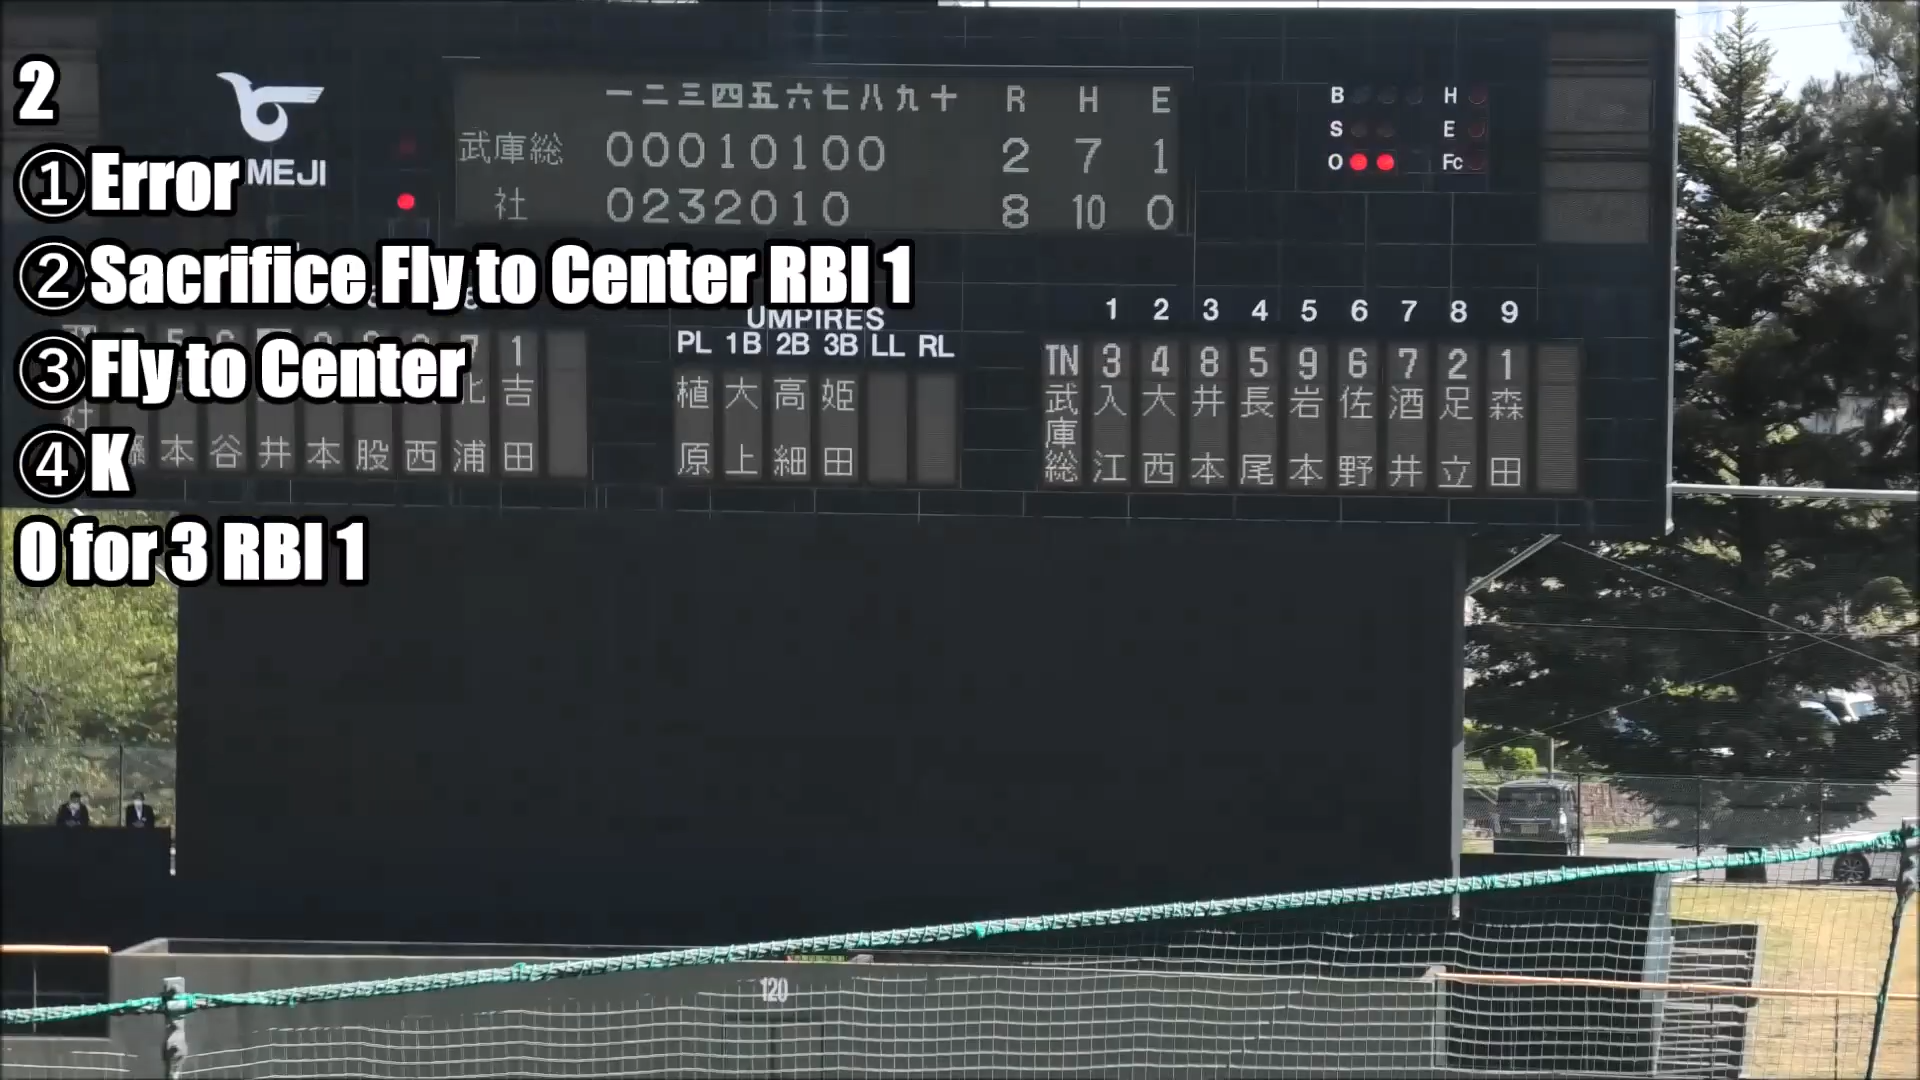 2
①Error
②Sacrifice Fly to Center RBI 1
③Fly to Center
④K
0 for 3 RBI 1
MEJI
一二三四五六七八九十 R H E
武庫総 00010100 2 7 1
社 0232010 8 10 0
B H
S E
O Fc
UMPIRES
PL 1B 2B 3B LL RL
植原 大上 高細 姫田
1 2 3 4 5 6 7 8 9
TN 3 4 8 5 9 6 7 2 1
武庫総 入江 大西 井本 長尾 岩本 佐野 酒井 足立 森田
1
本 谷 井 本 股 西 浦 吉田
120